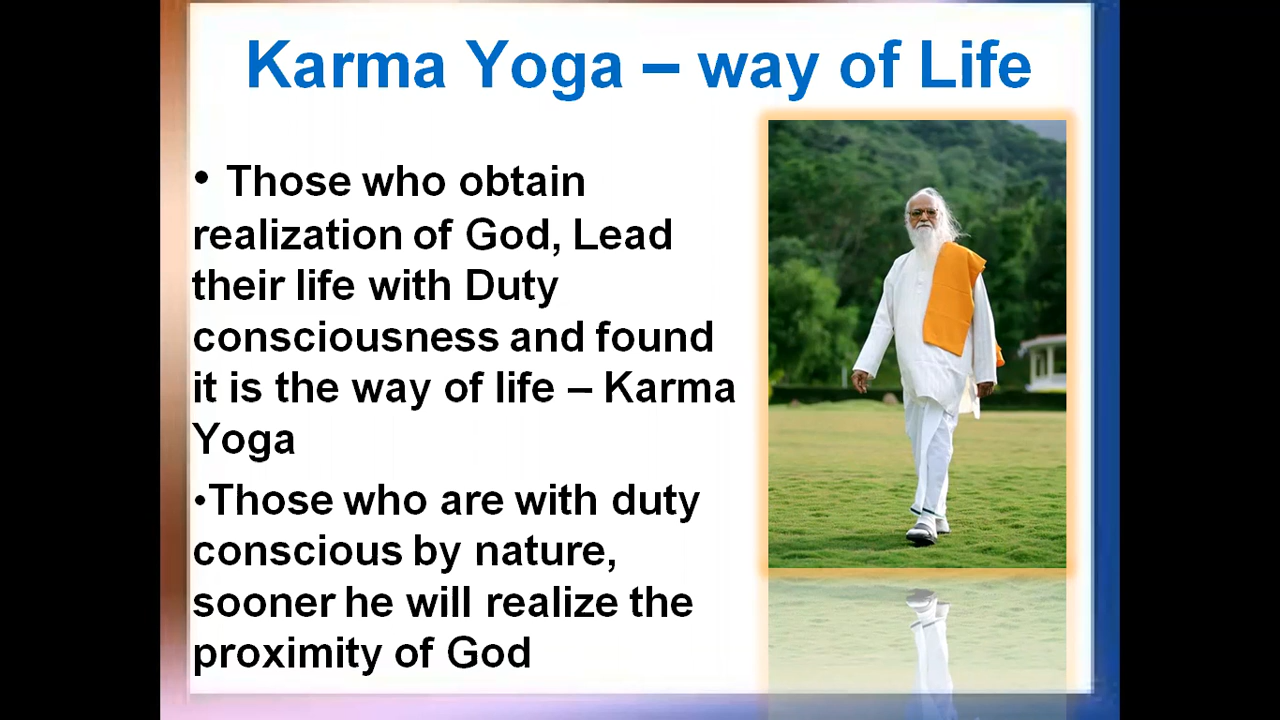 Karma Yoga – way of Life
• Those who obtain
realization of God, Lead
their life with Duty
consciousness and found
it is the way of life – Karma
Yoga
•Those who are with duty
conscious by nature,
sooner he will realize the
proximity of God